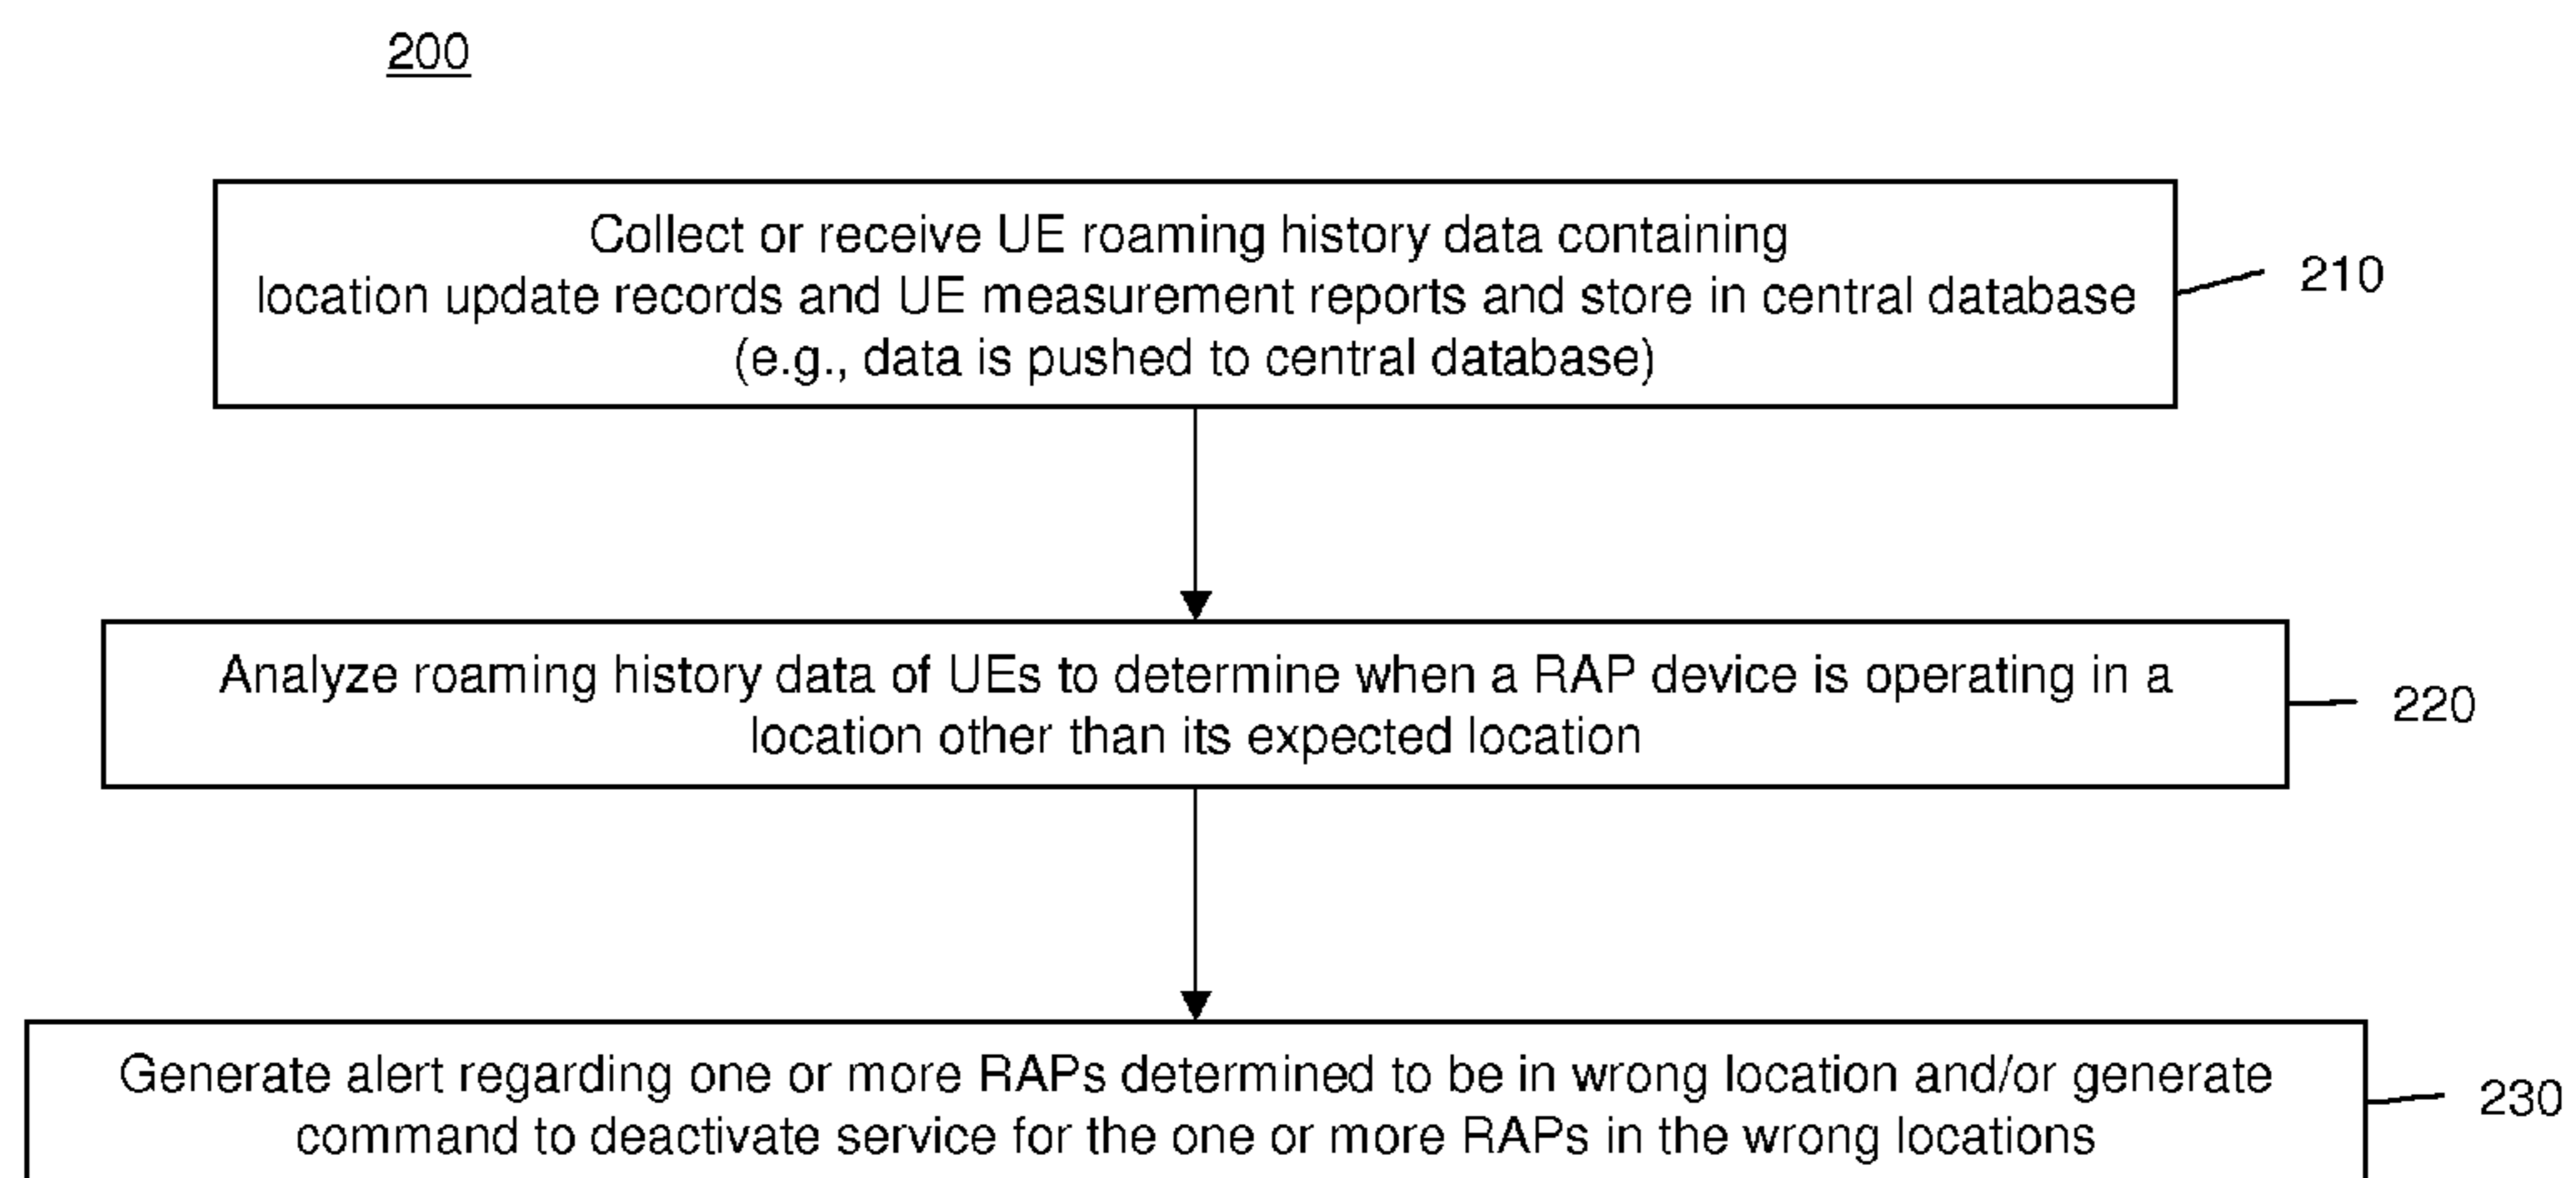 200
Collect or receive UE roaming history data containing
location update records and UE measurement reports and store in central database
(e.g., data is pushed to central database)
210
Analyze roaming history data of UEs to determine when a RAP device is operating in a
location other than its expected location
220
Generate alert regarding one or more RAPs determined to be in wrong location and/or generate
command to deactivate service for the one or more RAPs in the wrong locations
230